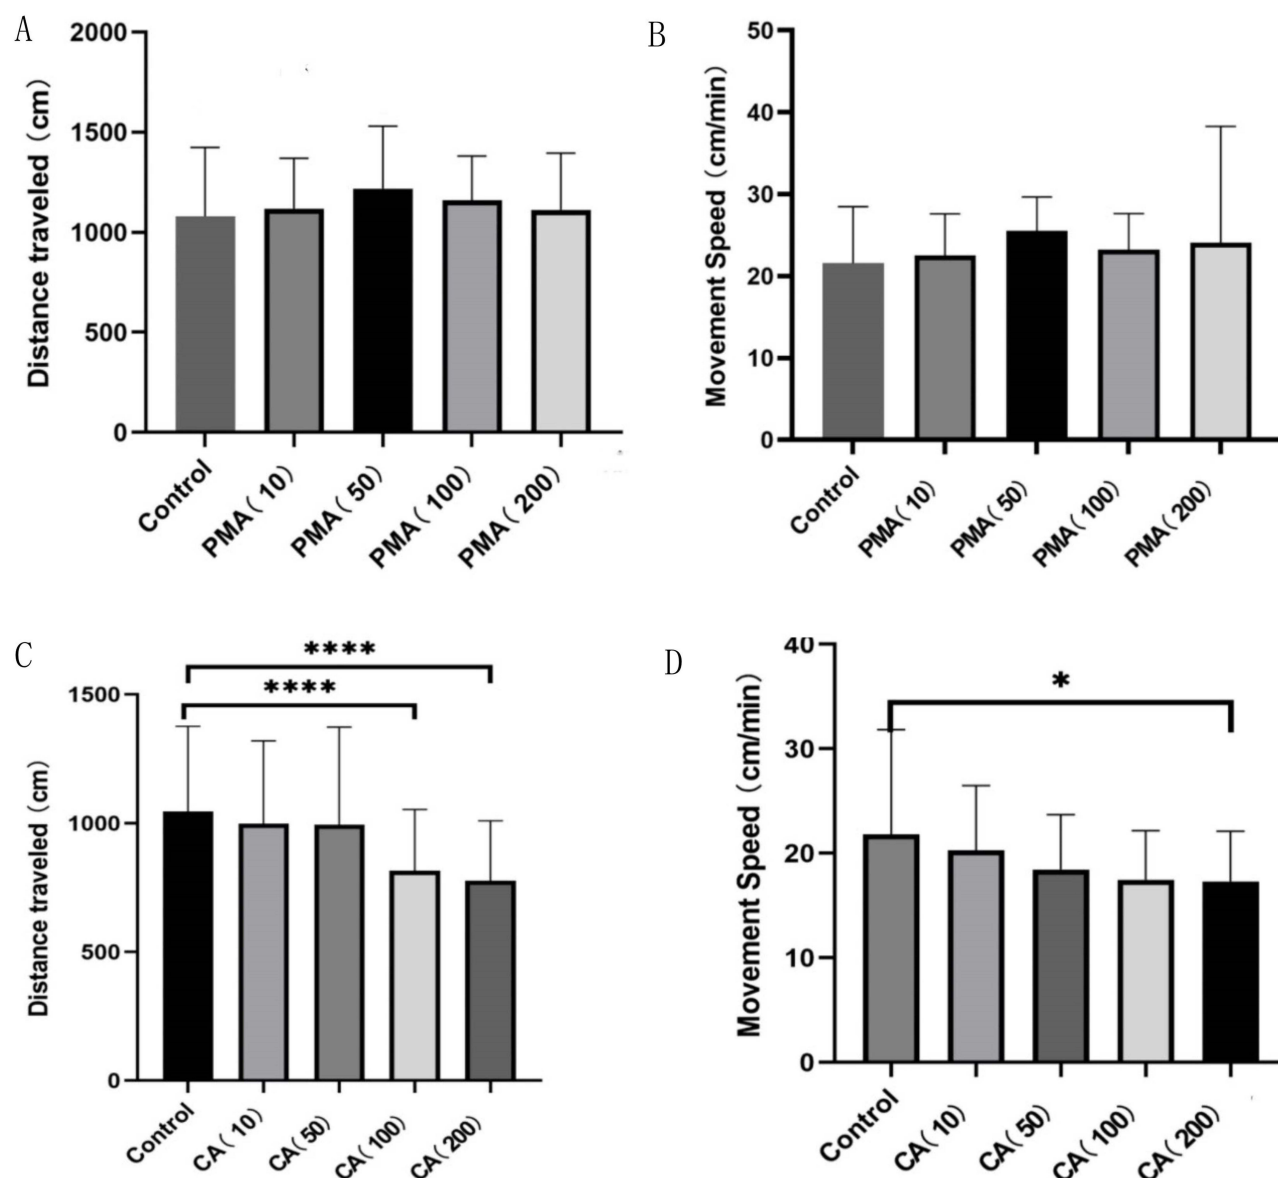 A
2000
1500
1000
500
0
Distance traveled (cm)
Control
PMA( 10)
PMA( 50)
PMA( 100)
PMA( 200)
B
50
40
30
20
10
0
Movement Speed (cm/min)
Control
PMA( 10)
PMA( 50)
PMA( 100)
PMA( 200)
C
****
****
1500
1000
500
0
Distance traveled (cm)
Control
CA( 10)
CA( 50)
CA( 100)
CA( 200)
D
*
40
30
20
10
0
Movement Speed (cm/min)
Control
CA( 10)
CA( 50)
CA( 100)
CA( 200)